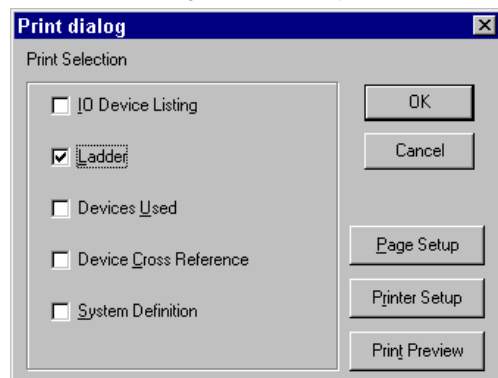 Print dialog
Print Selection
IO Device Listing
Ladder
Devices Used
Device Cross Reference
System Definition
OK
Cancel
Page Setup
Printer Setup
Print Preview